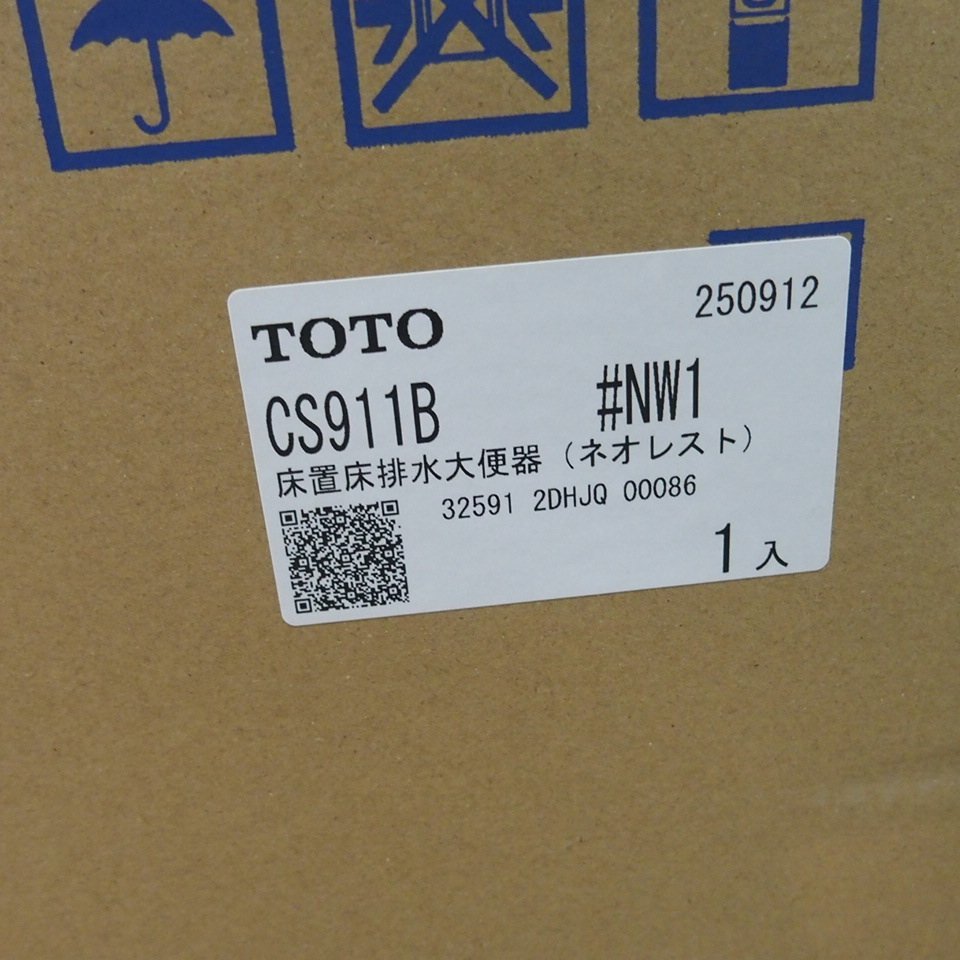 TOTO 250912
CS911B #NW1
床置床排水大便器（ネオレスト）
32591 2DHJQ 00086
1入